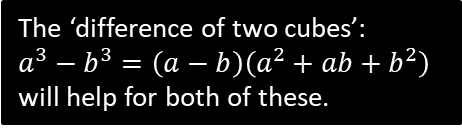 The ‘difference of two cubes’:
𝑎³ − 𝑏³ = (𝑎 − 𝑏)(𝑎² + 𝑎𝑏 + 𝑏²)
will help for both of these.